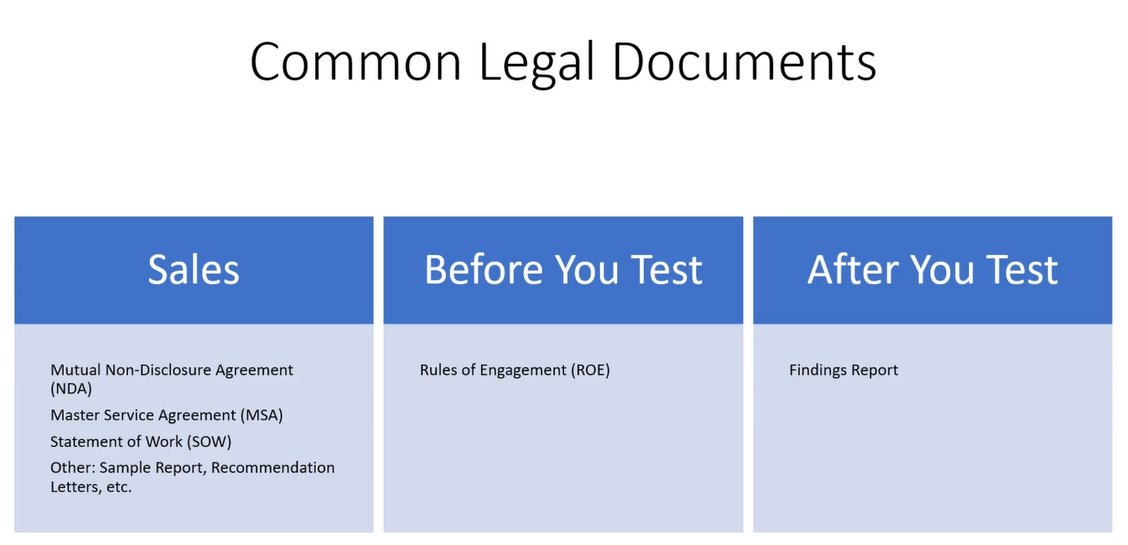 Common Legal Documents
Sales
Mutual Non-Disclosure Agreement
(NDA)
Master Service Agreement (MSA)
Statement of Work (SOW)
Other: Sample Report, Recommendation
Letters, etc.
Before You Test
Rules of Engagement (ROE)
After You Test
Findings Report